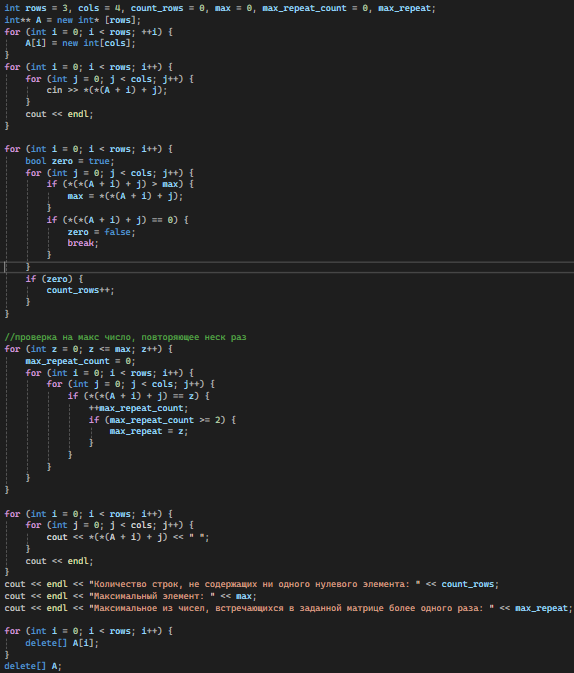 int rows = 3, cols = 4, count_rows = 0, max = 0, max_repeat_count = 0, max_repeat;
int** A = new int* [rows];
for (int i = 0; i < rows; ++i) {
    A[i] = new int[cols];
}
for (int i = 0; i < rows; i++) {
    for (int j = 0; j < cols; j++) {
        cin >> *(*(A + i) + j);
    }
    cout << endl;
}

for (int i = 0; i < rows; i++) {
    bool zero = true;
    for (int j = 0; j < cols; j++) {
        if (*(*(A + i) + j) > max) {
            max = *(*(A + i) + j);
        }
        if (*(*(A + i) + j) == 0) {
            zero = false;
            break;
        }
    }
    if (zero) {
        count_rows++;
    }
}

//проверка на макс число, повторяющее неск раз
for (int z = 0; z <= max; z++) {
    max_repeat_count = 0;
    for (int i = 0; i < rows; i++) {
        for (int j = 0; j < cols; j++) {
            if (*(*(A + i) + j) == z) {
                ++max_repeat_count;
                if (max_repeat_count >= 2) {
                    max_repeat = z;
                }
            }
        }
    }
}

for (int i = 0; i < rows; i++) {
    for (int j = 0; j < cols; j++) {
        cout << *(*(A + i) + j) << " ";
    }
    cout << endl;
}
cout << endl << "Количество строк, не содержащих ни одного нулевого элемента: " << count_rows;
cout << endl << "Максимальный элемент: " << max;
cout << endl << "Максимальное из чисел, встречающихся в заданной матрице более одного раза: " << max_repeat;

for (int i = 0; i < rows; i++) {
    delete[] A[i];
}
delete[] A;